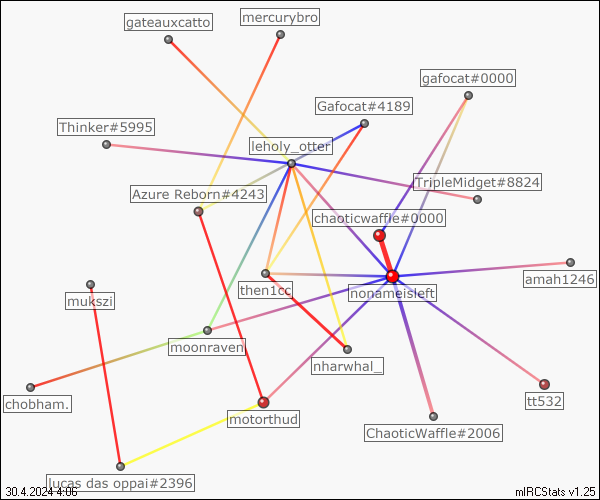 gateauxcatto
mercurybro
gafocat#0000
Gafocat#4189
Thinker#5995
leholy_otter
TripleMidget#8824
Azure Reborn#4243
chaoticwaffle#0000
amah1246
then1cc
nonameisleft
mukszi
moonraven
nharwhal_
chobham.
tt532
motorthud
ChaoticWaffle#2006
lucas das oppai#2396
30.4.2024 4:06
mIRCStats v1.25